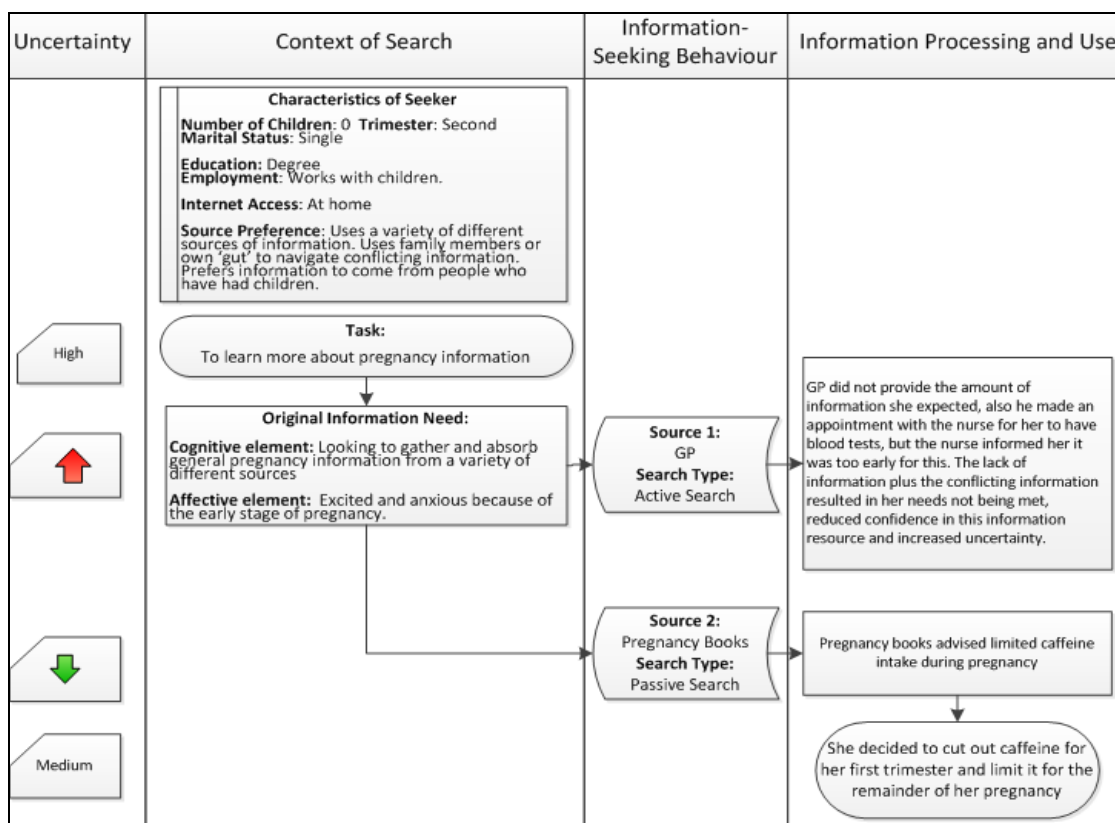 Uncertainty
Context of Search
Information-
Seeking Behaviour
Information Processing and Use
Characteristics of Seeker
Number of Children: 0 Trimester: Second
Marital Status: Single
Education: Degree
Employment: Works with children.
Internet Access: At home
Source Preference: Uses a variety of different
sources of information. Uses family members or
own 'gut' to navigate conflicting information.
Prefers information to come from people who
have had children.
High
Task:
To learn more about pregnancy information
Original Information Need:
Cognitive element: Looking to gather and absorb
general pregnancy information from a variety of
different sources
Affective element: Excited and anxious because of
the early stage of pregnancy.
Source 1:
GP
Search Type:
Active Search
GP did not provide the amount of
information she expected, also he made an
appointment with the nurse for her to have
blood tests, but the nurse informed her it
was too early for this. The lack of
information plus the conflicting information
resulted in her needs not being met,
reduced confidence in this information
resource and increased uncertainty.
Source 2:
Pregnancy Books
Search Type:
Passive Search
Pregnancy books advised limited caffeine
intake during pregnancy
Medium
She decided to cut out caffeine for
her first trimester and limit it for the
remainder of her pregnancy